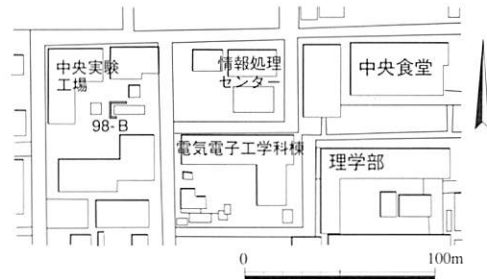 中央実験
工場
98-B
情報処理
センター
中央食堂
電気電子工学科棟
理学部
0 100m